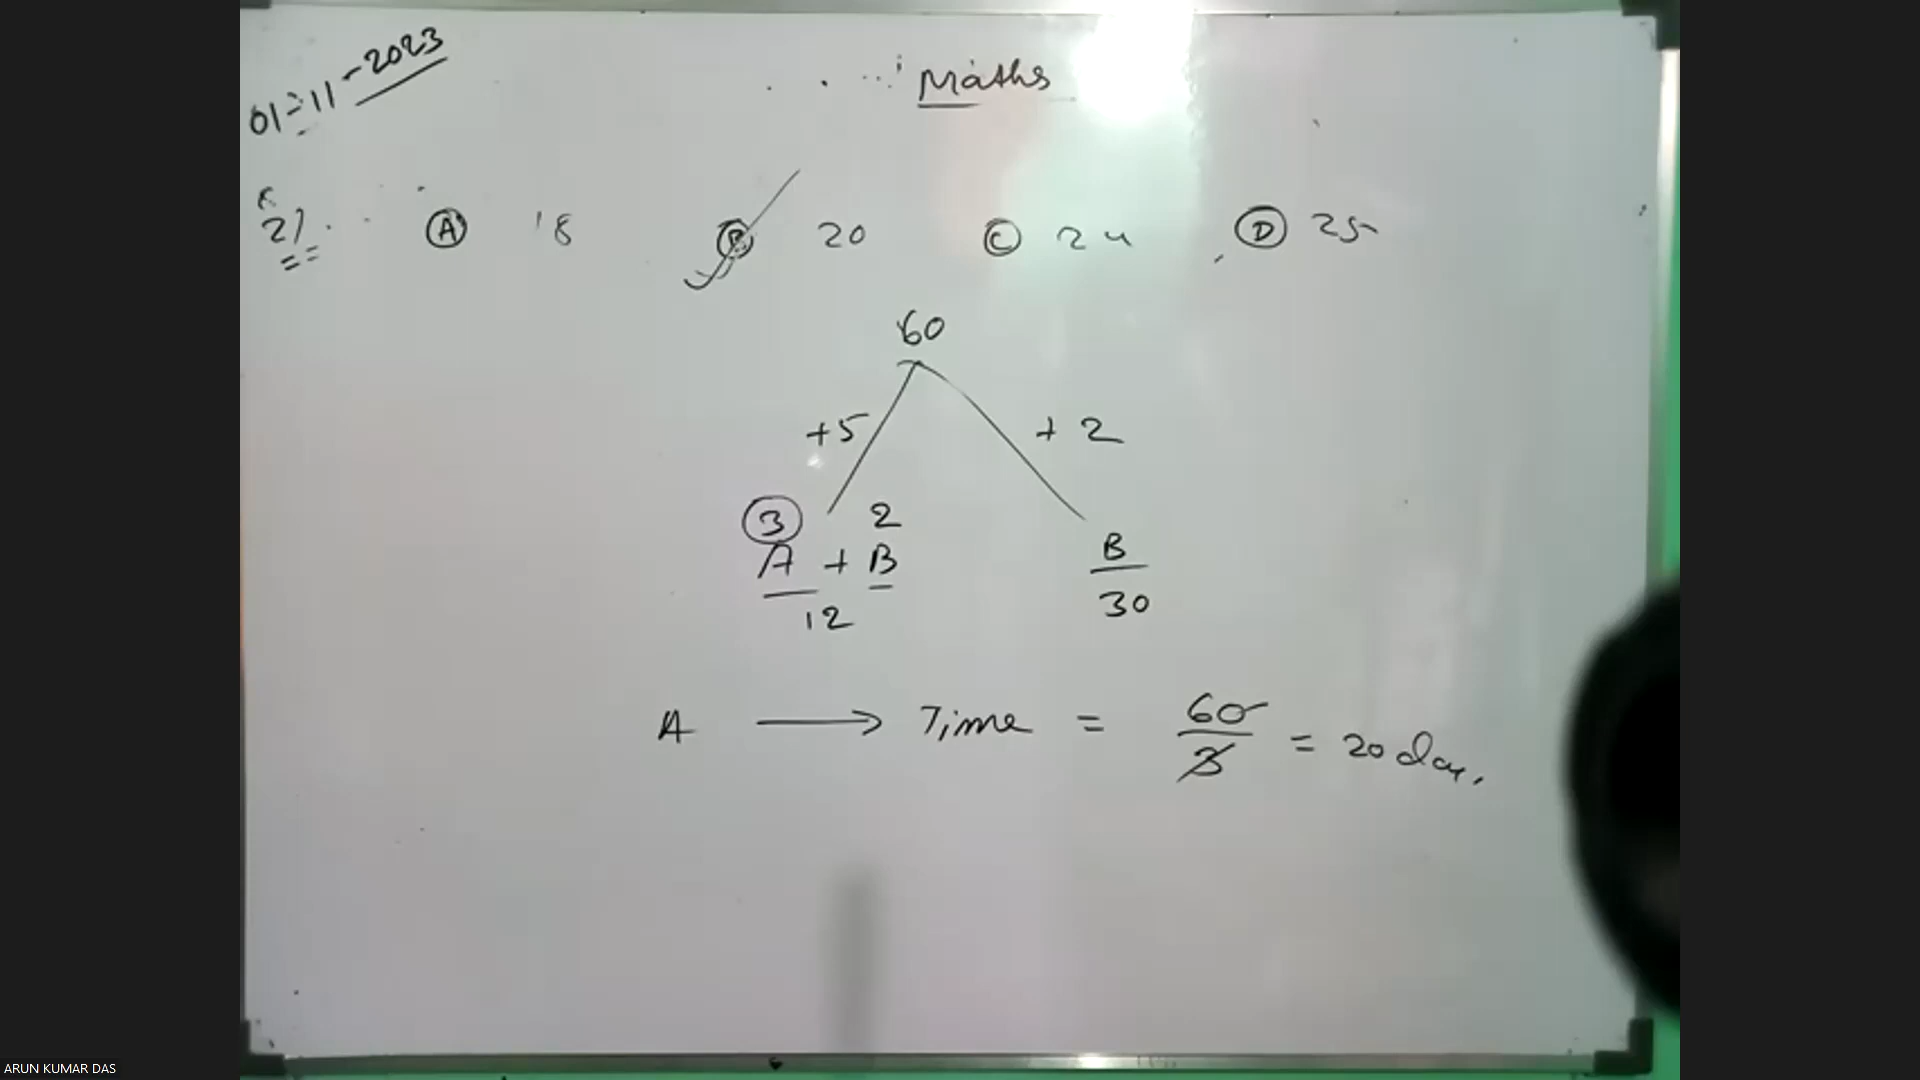 01-11-2023
Maths
2) (A) 18 (B) 20 (C) 24 (D) 25
60
+5 +2
3 2
A + B B
12 30
A → Time = 60/3 = 20 day.
ARUN KUMAR DAS